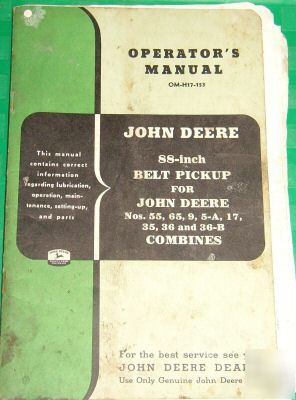 OPERATOR'S
MANUAL
OM-H17-153
This manual
contains correct
information
regarding lubrication,
operation, main-
tenance, setting-up,
and parts
JOHN DEERE
88-inch
BELT PICKUP
FOR
JOHN DEERE
Nos. 55, 65, 9, 5-A, 17,
35, 36 and 36-B
COMBINES
JOHN DEERE
For the best service see
JOHN DEERE DEAL
Use Only Genuine John Deere